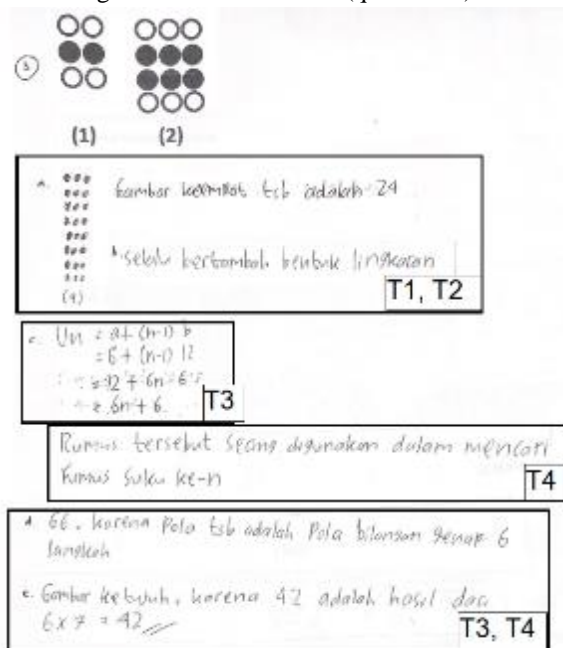 3
(1) (2)
a. Gambar keempat tsb adalah 24
b. selalu bertambah bentuk lingkaran
(4)
T1, T2
c. Un = a + (n-1) b
= 6 + (n-1) 12
= 12 + 6n - 6
= 6n + 6
T3
Rumus tersebut sering digunakan dalam mencari
rumus suku ke-n
T4
d. 66, karena pola tsb adalah pola bilangan genap 6
langkah
e. Gambar ketujuh, karena 42 adalah hasil dari
6 x 7 = 42
T3, T4